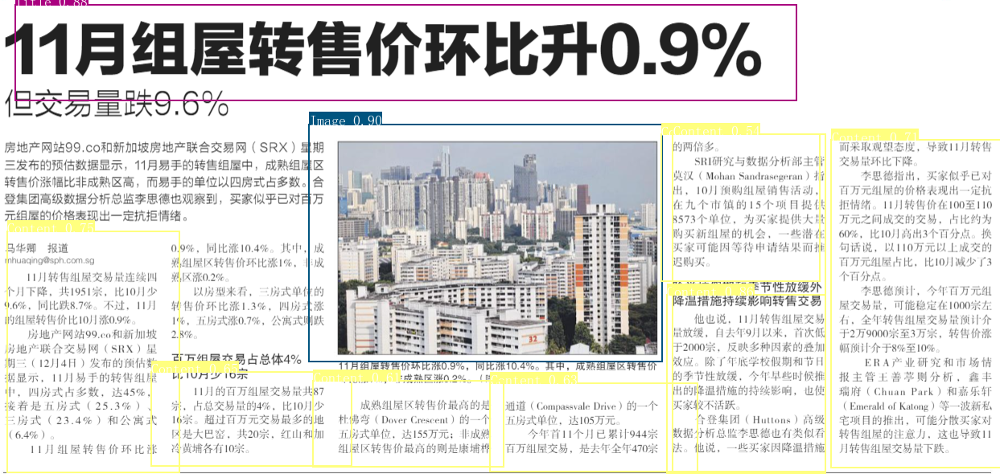 11月组屋转售价环比升0.9%
但交易量跌9.6%
房地产网站99.co和新加坡房地产联合交易网（SRX）星期
三发布的预估数据显示，11月易手的转售组屋中，成熟组屋区
转售价涨幅比非成熟区高，而易手的单位以四房式占多数。合
登集团高级数据分析总监李思德也观察到，买家似乎已对百万
元组屋的价格表现出一定抗拒情绪。
冯华卿 报道
mhuaqing@sph.com.sg
11月转售组屋交易量连续四
个月下降，共1951宗，比10月少
9.6%，同比跌8.7%。不过，11月
的组屋转售价比10月涨0.9%。
房地产网站99.co和新加坡
房地产联合交易网（SRX）星
期三（12月4日）发布的预估数
据显示，11月易手的转售组屋
中，四房式占多数，达45%，
接着是五房式（25.3%）、
三房式（23.4%）和公寓式
（6.4%）。
11月组屋转售价环比涨
0.9%，同比涨10.4%。其中，成
熟组屋区转售价环比涨1%，非成
熟区涨0.2%。
以房型来看，三房式单位的
转售价环比涨1.3%，四房式涨
1%，五房式涨0.7%，公寓式则跌
2.8%。
百万组屋交易占总体4%
比10月少16宗
11月的百万组屋交易量共87
宗，占总交易量的4%，比10月少
16宗。超过百万元交易最多的地
区是大巴窑，共20宗，红山和加
冷黄埔各有10宗。
32
11月组屋转售价环比涨0.9%，同比涨10.4%。其中，成熟组屋区转售价
成熟区涨0.2%。
成熟组屋区转售价最高的是
杜佛弯（Dover Crescent）的一个
五房式单位，达155万元；非成熟
组屋区转售价最高的则是康埔桦
通道（Compassvale Drive）的一个
五房式单位，达105万元。
今年首11个月已累计944宗
百万组屋交易，是去年全年470宗
的两倍多。
SRI研究与数据分析部主管
莫汉（Mohan Sandrasegeran）指
出，10月预购组屋销售活动，
在九个市镇的15个项目提供
8573个单位，为买家提供大量
购买新组屋的机会，一些潜在
买家可能因等待申请结果而推
迟购买。
除学校假期和季节性放缓外
降温措施持续影响转售交易
他也说，11月转售组屋交易
量放缓，自去年9月以来，首次低
于2000宗，反映多种因素的叠加
效应。除了年底学校假期和节日
的季节性放缓，今年早些时候推
出的降温措施的持续影响，也使
买家较不活跃。
合登集团（Huttons）高级
数据分析总监李思德也有类似看
法。他说，一些买家因降温措施
而采取观望态度，导致11月转售
交易量环比下降。
李思德指出，买家似乎已对
百万元组屋的价格表现出一定抗
拒情绪。11月转售价在100至110
万元之间成交的交易，占比约为
60%，比10月高出3个百分点。换
句话说，以110万元以上成交的
百万元组屋占比，比10月减少了3
个百分点。
李思德预计，今年百万元组
屋交易量，可能稳定在1000宗左
右，全年转售组屋交易量预计介
于2万9000宗至3万宗，转售价涨
幅预计介于8%至10%。
ERA产业研究和市场情
报主管王善葶则分析，鑫丰
瑞府（Chuan Park）和嘉乐轩
（Emerald of Katong）等一波新私
宅项目的推出，可能分散买家对
转售组屋的注意力，这也导致11
月转售组屋交易量下跌。